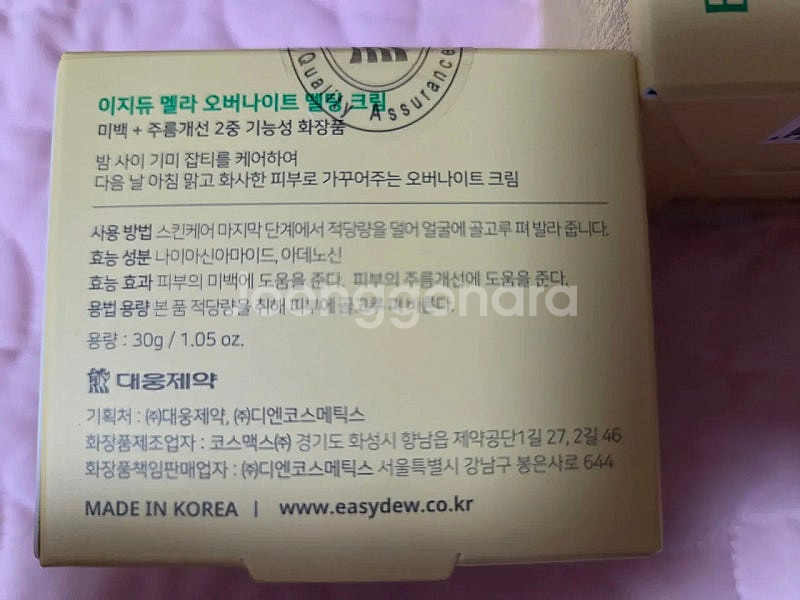 Quality Assurance
이지듀 멜라 오버나이트 멜팅 크림
미백 + 주름개선 2중 기능성 화장품
밤 사이 기미 잡티를 케어하여
다음 날 아침 맑고 화사한 피부로 가꾸어주는 오버나이트 크림
사용 방법 스킨케어 마지막 단계에서 적당량을 덜어 얼굴에 골고루 펴 발라 줍니다.
효능 성분 나이아신아마이드, 아데노신
효능 효과 피부의 미백에 도움을 준다. 피부의 주름개선에 도움을 준다.
용법 용량 본 품 적당량을 취해 피부에 골고루 펴 바른다.
Joonggonara
용량 : 30g / 1.05 oz.
대웅제약
기획처 : ㈜대웅제약, ㈜디엔코스메틱스
화장품제조업자 : 코스맥스㈜ 경기도 화성시 향남읍 제약공단1길 27, 2길 46
화장품책임판매업자 : ㈜디엔코스메틱스 서울특별시 강남구 봉은사로 644
MADE IN KOREA | www.easydew.co.kr